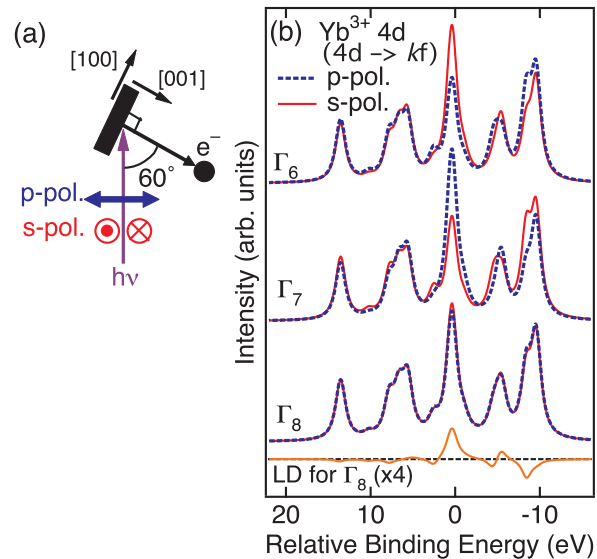 (a)
[100]
[001]
e⁻
60°
p-pol.
s-pol.
hν
(b)
Yb³⁺ 4d
(4d -> kf)
p-pol.
s-pol.
Γ₆
Γ₇
Γ₈
LD for Γ₈ (x4)
Intensity (arb. units)
20 10 0 -10
Relative Binding Energy (eV)